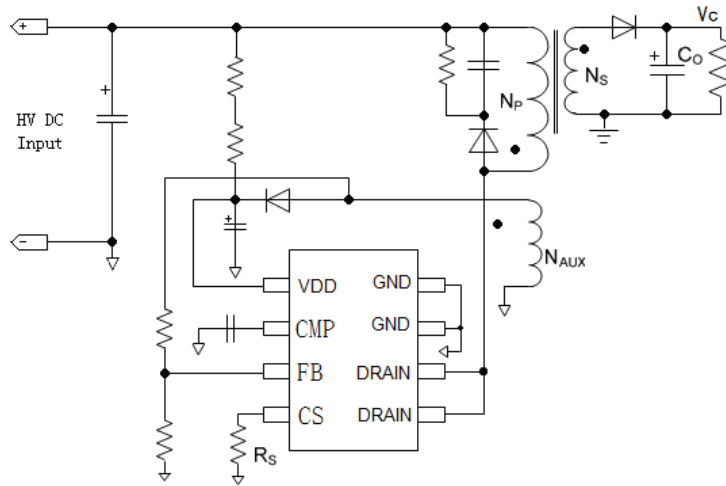 +
Vc
+
+
Co
NP
NS
HV DC
Input
-
+
NAUX
VDD
GND
CMP
GND
FB
DRAIN
CS
DRAIN
RS